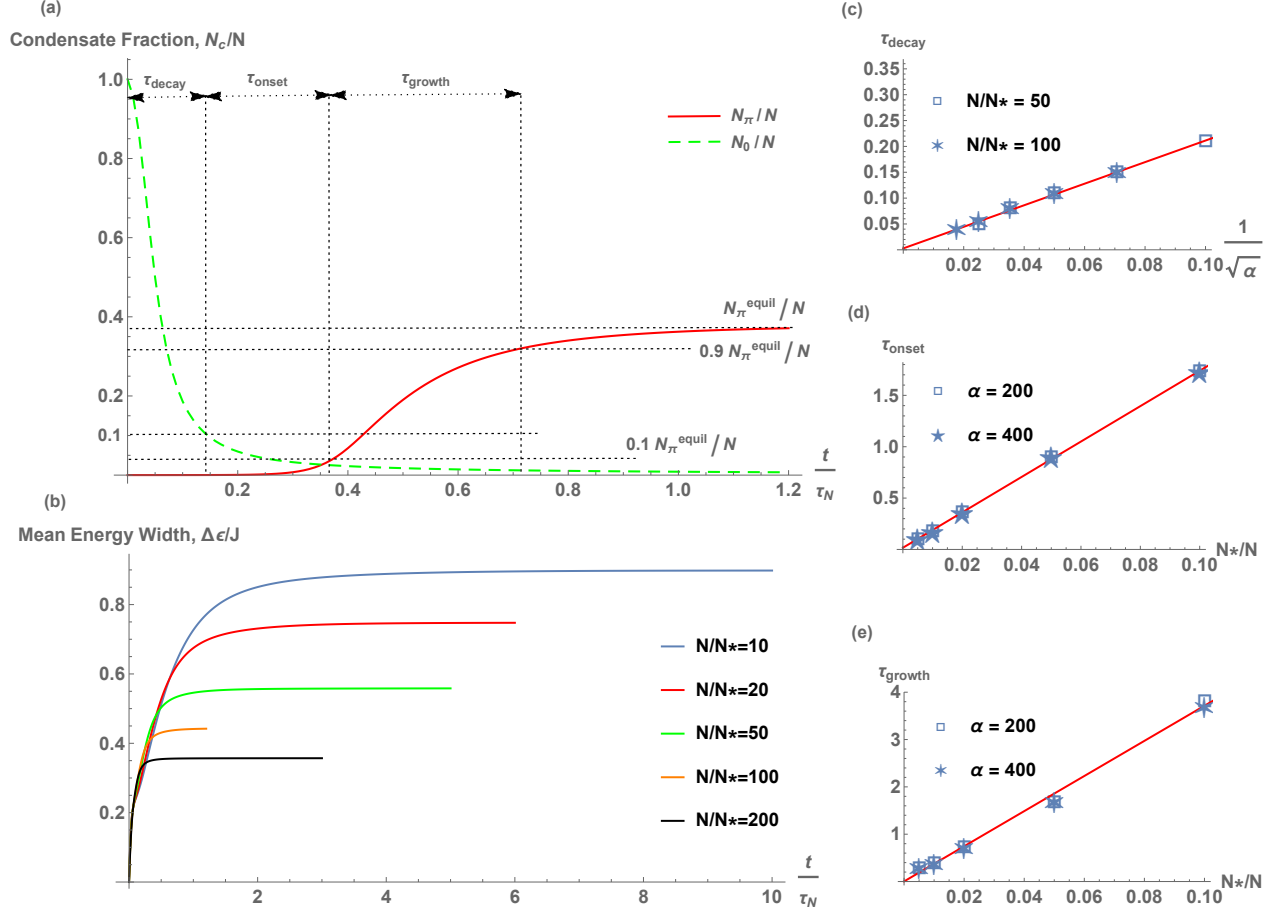 (a)
Condensate Fraction, N_c/N
τ_decay
τ_onset
τ_growth
1.0
0.8
0.6
0.4
0.2
0.1
N_π/N
N_0/N
N_π^equil/N
0.9 N_π^equil/N
0.1 N_π^equil/N
0.2 0.4 0.6 0.8 1.0 1.2
t/τ_N
(b)
Mean Energy Width, Δϵ/J
0.8
0.6
0.4
0.2
N/N*=10
N/N*=20
N/N*=50
N/N*=100
N/N*=200
2 4 6 8 10
t/τ_N
(c)
τ_decay
0.35
0.30
0.25
0.20
0.15
0.10
0.05
N/N* = 50
N/N* = 100
0.02 0.04 0.06 0.08 0.10
1/√α
(d)
τ_onset
1.5
1.0
0.5
α = 200
α = 400
0.02 0.04 0.06 0.08 0.10
N*/N
(e)
τ_growth
4
3
2
1
α = 200
α = 400
0.02 0.04 0.06 0.08 0.10
N*/N